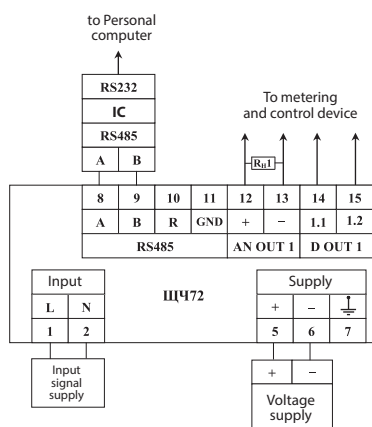 to Personal
computer
RS232
IC
RS485
A B
To metering
and control device
Rн1
8 9 10 11 12 13 14 15
A B R GND + − 1.1 1.2
RS485 AN OUT 1 D OUT 1
Input
L N
1 2
ЩЧ72
Supply
+ −
5 6 7
Input
signal
supply
+ −
Voltage
supply